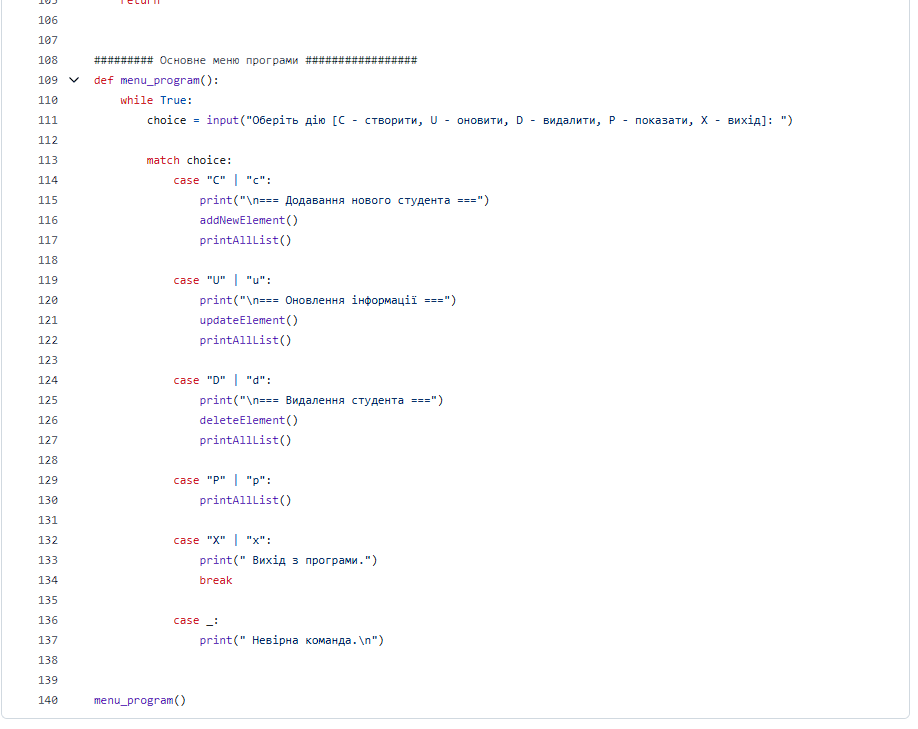 105 return
106
107
108 ######### Основне меню програми #################
109 def menu_program():
110 while True:
111 choice = input("Оберіть дію [C - створити, U - оновити, D - видалити, P - показати, X - вихід]: ")
112
113 match choice:
114 case "C" | "c":
115 print("\n=== Додавання нового студента ===")
116 addNewElement()
117 printAllList()
118
119 case "U" | "u":
120 print("\n=== Оновлення інформації ===")
121 updateElement()
122 printAllList()
123
124 case "D" | "d":
125 print("\n=== Видалення студента ===")
126 deleteElement()
127 printAllList()
128
129 case "P" | "p":
130 printAllList()
131
132 case "X" | "x":
133 print(" Вихід з програми.")
134 break
135
136 case _:
137 print(" Невірна команда.\n")
138
139
140 menu_program()